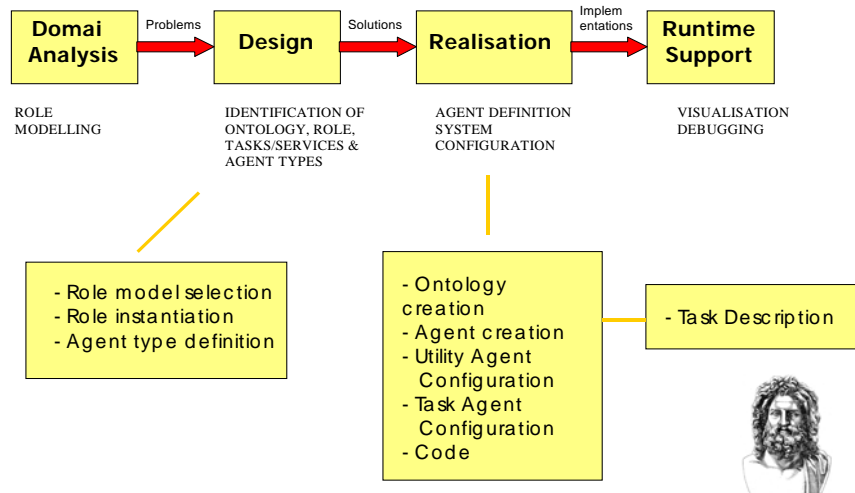 Domai
Analysis
Problems
Design
Solutions
Realisation
Implem
entations
Runtime
Support
ROLE
MODELLING
IDENTIFICATION OF
ONTOLOGY, ROLE,
TASKS/SERVICES &
AGENT TYPES
AGENT DEFINITION
SYSTEM
CONFIGURATION
VISUALISATION
DEBUGGING
- Role model selection
- Role instantiation
- Agent type definition
- Ontology
creation
- Agent creation
- Utility Agent
Configuration
- Task Agent
Configuration
- Code
- Task Description